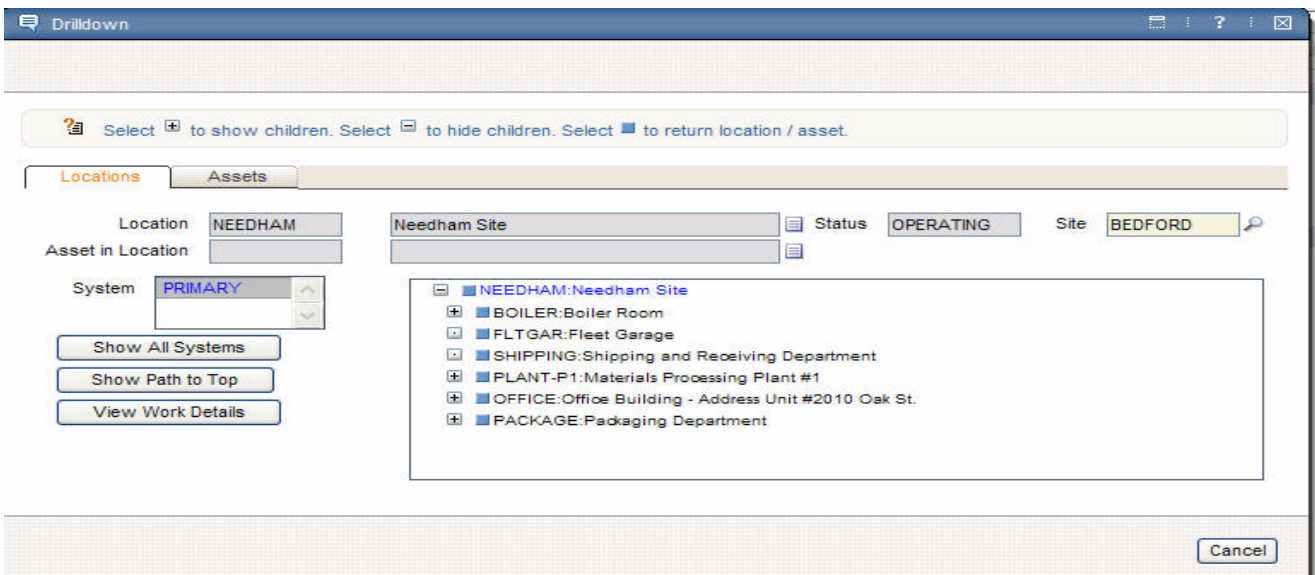 Drilldown ?
Select to show children. Select to hide children. Select to return location / asset.
Locations Assets
Location NEEDHAM Needham Site Status OPERATING Site BEDFORD
Asset in Location
System PRIMARY
NEEDHAM:Needham Site
BOILER:Boiler Room
FLTGAR:Fleet Garage
SHIPPING:Shipping and Receiving Department
PLANT-P1:Materials Processing Plant #1
OFFICE:Office Building - Address Unit #2010 Oak St.
PACKAGE:Packaging Department
Show All Systems
Show Path to Top
View Work Details
Cancel